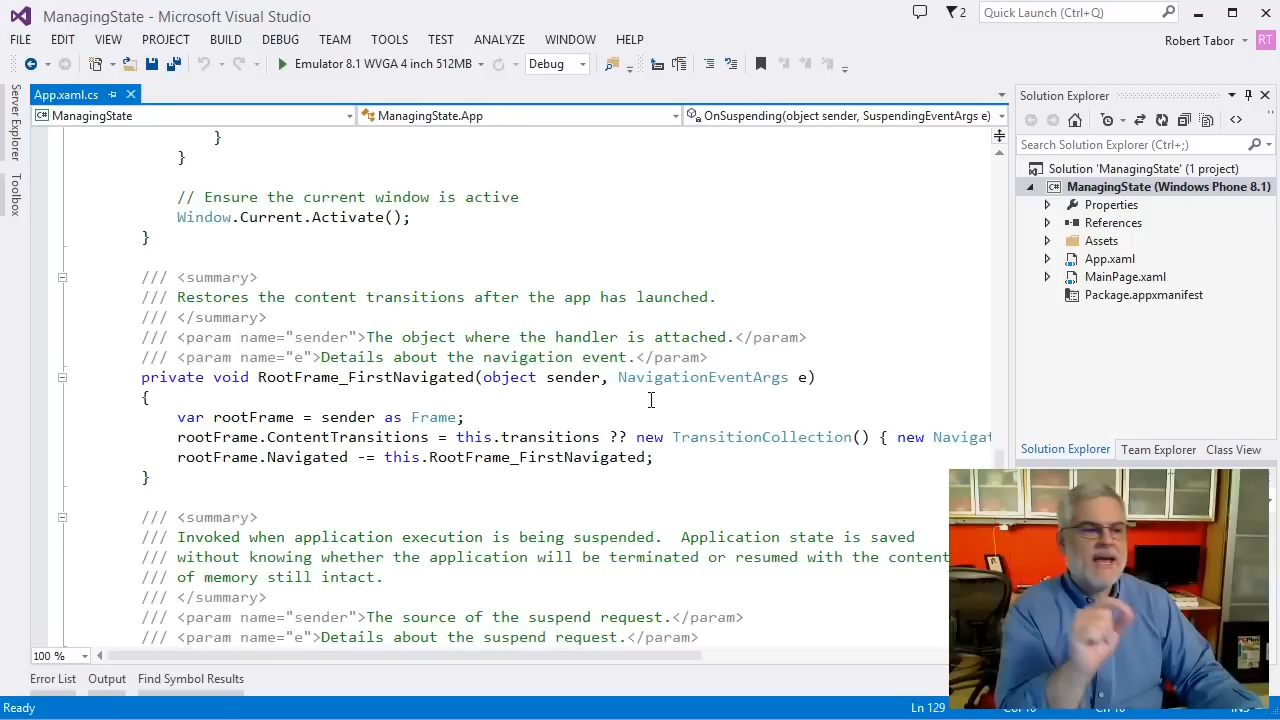 ManagingState - Microsoft Visual Studio
2
Quick Launch (Ctrl+Q)
FILE EDIT VIEW PROJECT BUILD DEBUG TEAM TOOLS TEST ANALYZE WINDOW HELP
Robert Tabor
RT
Emulator 8.1 WVGA 4 inch 512MB
Debug
Server Explorer
Toolbox
App.xaml.cs
ManagingState
ManagingState.App
OnSuspending(object sender, SuspendingEventArgs e)
}
}
// Ensure the current window is active
Window.Current.Activate();
}
/// <summary>
/// Restores the content transitions after the app has launched.
/// </summary>
/// <param name="sender">The object where the handler is attached.</param>
/// <param name="e">Details about the navigation event.</param>
private void RootFrame_FirstNavigated(object sender, NavigationEventArgs e)
{
var rootFrame = sender as Frame;
rootFrame.ContentTransitions = this.transitions ?? new TransitionCollection() { new Navigat
rootFrame.Navigated -= this.RootFrame_FirstNavigated;
}
/// <summary>
/// Invoked when application execution is being suspended.  Application state is saved
/// without knowing whether the application will be terminated or resumed with the content
/// of memory still intact.
/// </summary>
/// <param name="sender">The source of the suspend request.</param>
/// <param name="e">Details about the suspend request.</param>
100 %
Solution Explorer
Search Solution Explorer (Ctrl+;)
Solution 'ManagingState' (1 project)
ManagingState (Windows Phone 8.1)
Properties
References
Assets
App.xaml
MainPage.xaml
Package.appxmanifest
Solution Explorer Team Explorer Class View
Error List Output Find Symbol Results
Ready
Ln 129